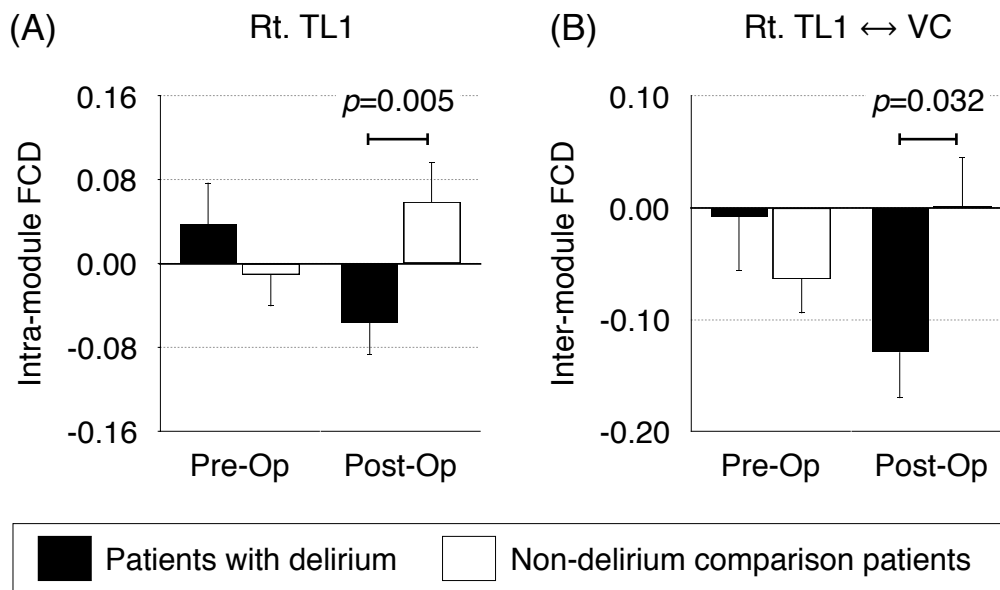 (A) Rt. TL1
Intra-module FCD
0.16
0.08
0.00
-0.08
-0.16
p=0.005
Pre-Op Post-Op
(B) Rt. TL1 ↔ VC
Inter-module FCD
0.10
0.00
-0.10
-0.20
p=0.032
Pre-Op Post-Op
Patients with delirium Non-delirium comparison patients